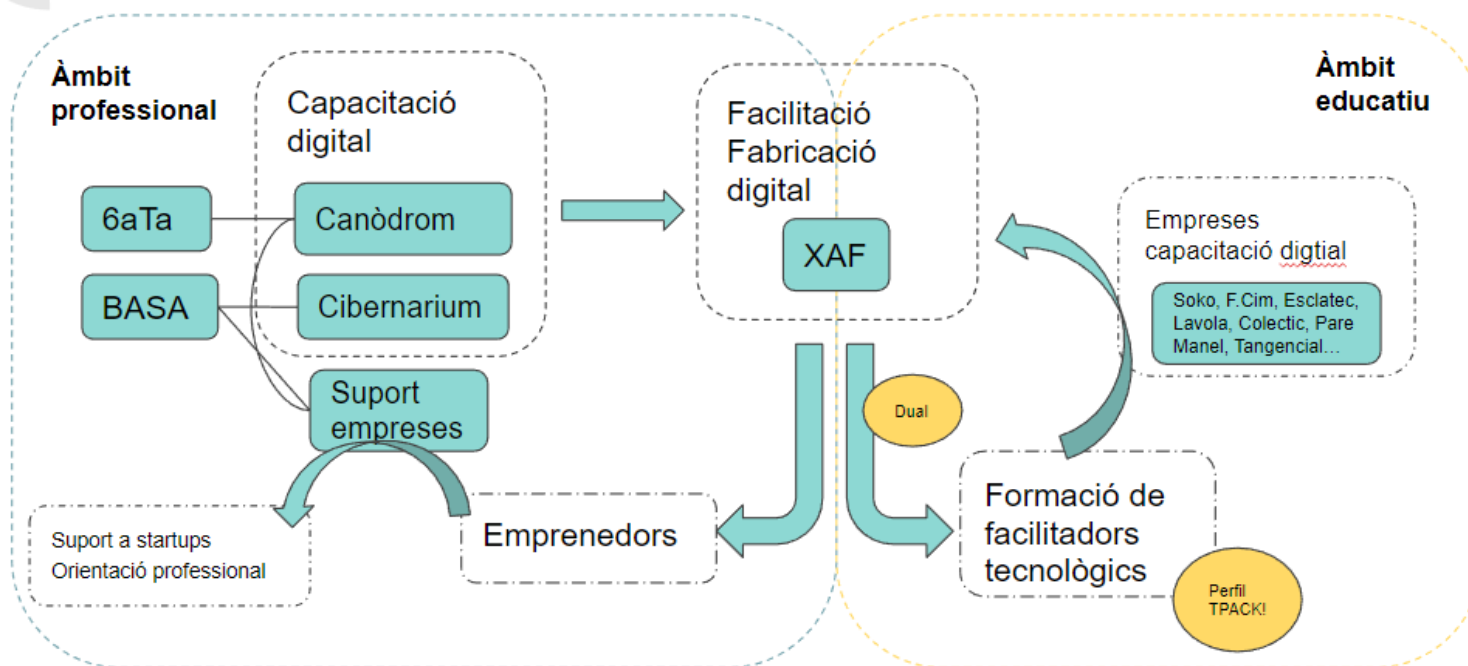 Àmbit
professional
Capacitació
digital
6aTa
Canòdrom
BASA
Cibernarium
Suport
empreses
Suport a startups
Orientació professional
Emprenedors
Facilitació
Fabricació
digital
XAF
Dual
Àmbit
educatiu
Empreses
capacitació digtial
Soko, F.Cim, Esclatec,
Lavola, Colectic, Pare
Manel, Tangencial...
Formació de
facilitadors
tecnològics
Perfil
TPACK!